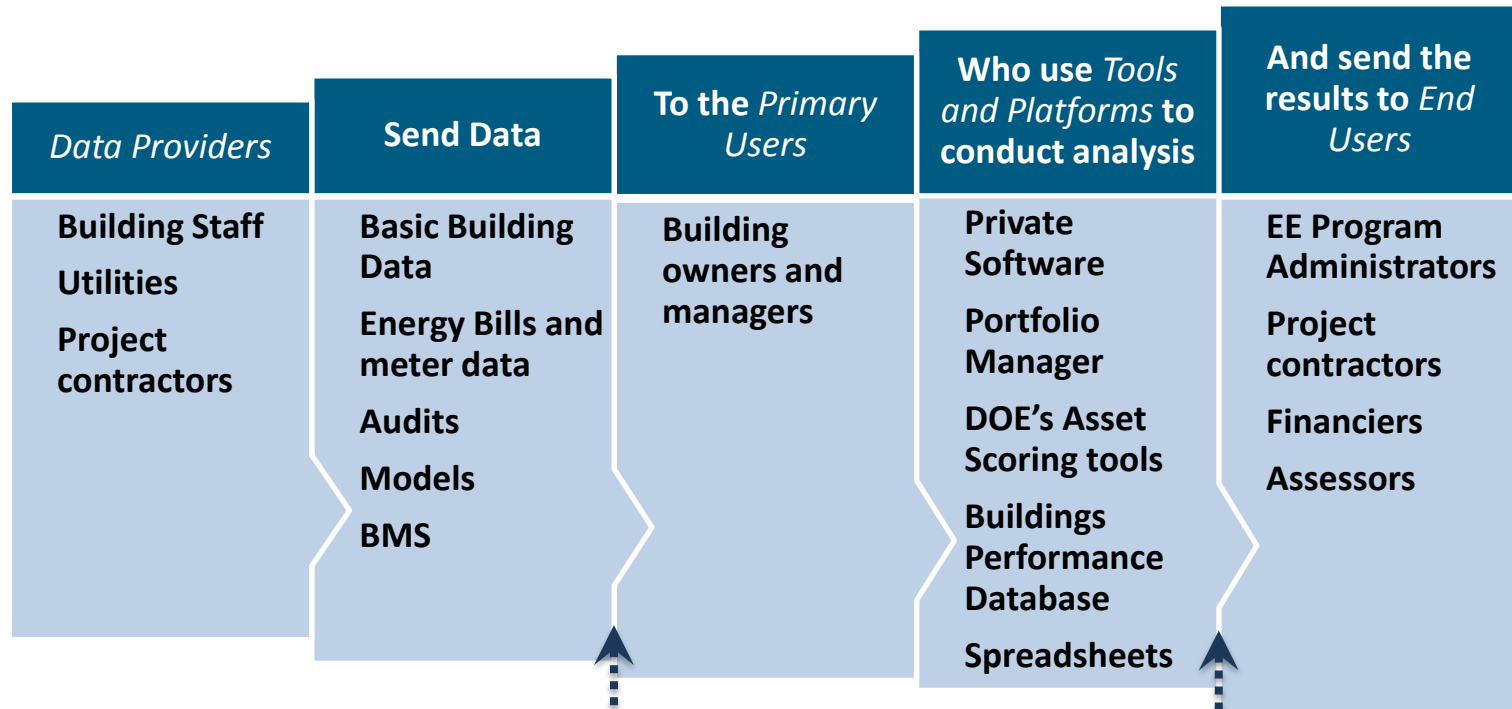 Data Providers
Building Staff
Utilities
Project
contractors
Send Data
Basic Building
Data
Energy Bills and
meter data
Audits
Models
BMS
To the Primary
Users
Building
owners and
managers
Who use Tools
and Platforms to
conduct analysis
Private
Software
Portfolio
Manager
DOE’s Asset
Scoring tools
Buildings
Performance
Database
Spreadsheets
And send the
results to End
Users
EE Program
Administrators
Project
contractors
Financiers
Assessors